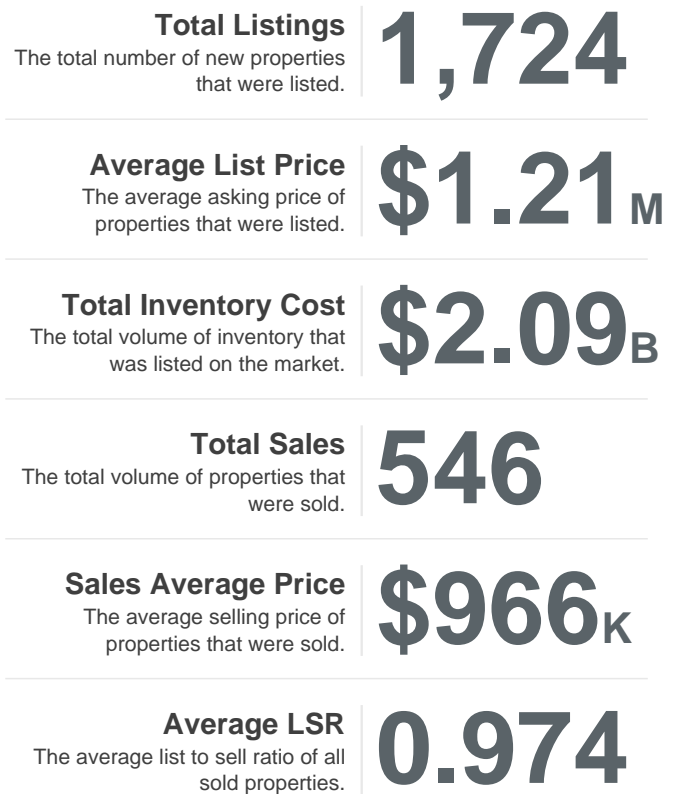 Total Listings
The total number of new properties
that were listed.
1,724
Average List Price
The average asking price of
properties that were listed.
$1.21M
Total Inventory Cost
The total volume of inventory that
was listed on the market.
$2.09B
Total Sales
The total volume of properties that
were sold.
546
Sales Average Price
The average selling price of
properties that were sold.
$966K
Average LSR
The average list to sell ratio of all
sold properties.
0.974